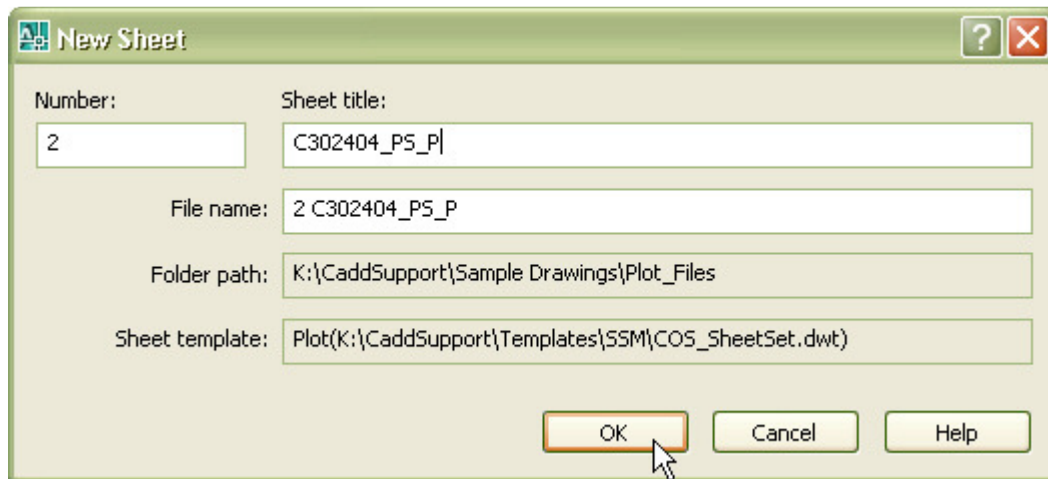 New Sheet
Number: Sheet title:
2 C302404_PS_P
File name: 2 C302404_PS_P
Folder path: K:\CaddSupport\Sample Drawings\Plot_Files
Sheet template: Plot(K:\CaddSupport\Templates\SSM\COS_SheetSet.dwt)
OK Cancel Help